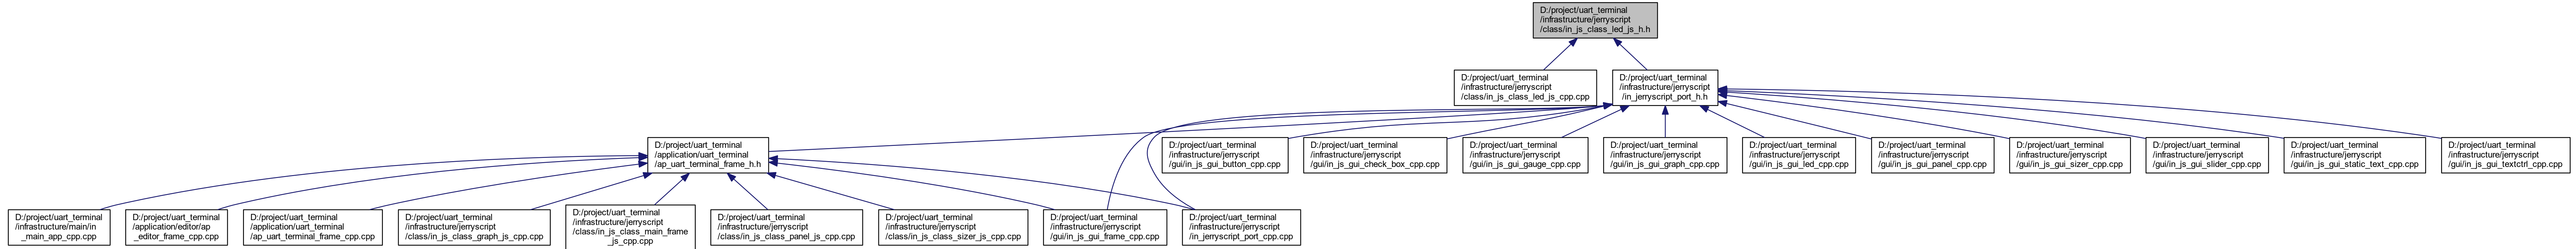 D:/project/uart_terminal
/infrastructure/jerryscript
/class/in_js_class_led_js_h.h
D:/project/uart_terminal
/infrastructure/jerryscript
/class/in_js_class_led_js_cpp.cpp
D:/project/uart_terminal
/infrastructure/jerryscript
/in_jerryscript_port_h.h
D:/project/uart_terminal
/application/uart_terminal
/ap_uart_terminal_frame_h.h
D:/project/uart_terminal
/infrastructure/jerryscript
/gui/in_js_gui_button_cpp.cpp
D:/project/uart_terminal
/infrastructure/jerryscript
/gui/in_js_gui_check_box_cpp.cpp
D:/project/uart_terminal
/infrastructure/jerryscript
/gui/in_js_gui_gauge_cpp.cpp
D:/project/uart_terminal
/infrastructure/jerryscript
/gui/in_js_gui_graph_cpp.cpp
D:/project/uart_terminal
/infrastructure/jerryscript
/gui/in_js_gui_led_cpp.cpp
D:/project/uart_terminal
/infrastructure/jerryscript
/gui/in_js_gui_panel_cpp.cpp
D:/project/uart_terminal
/infrastructure/jerryscript
/gui/in_js_gui_sizer_cpp.cpp
D:/project/uart_terminal
/infrastructure/jerryscript
/gui/in_js_gui_slider_cpp.cpp
D:/project/uart_terminal
/infrastructure/jerryscript
/gui/in_js_gui_static_text_cpp.cpp
D:/project/uart_terminal
/infrastructure/jerryscript
/gui/in_js_gui_textctrl_cpp.cpp
D:/project/uart_terminal
/infrastructure/main/in
_main_app_cpp.cpp
D:/project/uart_terminal
/application/editor/ap
_editor_frame_cpp.cpp
D:/project/uart_terminal
/application/uart_terminal
/ap_uart_terminal_frame_cpp.cpp
D:/project/uart_terminal
/infrastructure/jerryscript
/class/in_js_class_graph_js_cpp.cpp
D:/project/uart_terminal
/infrastructure/jerryscript
/class/in_js_class_main_frame
_js_cpp.cpp
D:/project/uart_terminal
/infrastructure/jerryscript
/class/in_js_class_panel_js_cpp.cpp
D:/project/uart_terminal
/infrastructure/jerryscript
/class/in_js_class_sizer_js_cpp.cpp
D:/project/uart_terminal
/infrastructure/jerryscript
/gui/in_js_gui_frame_cpp.cpp
D:/project/uart_terminal
/infrastructure/jerryscript
/in_jerryscript_port_cpp.cpp